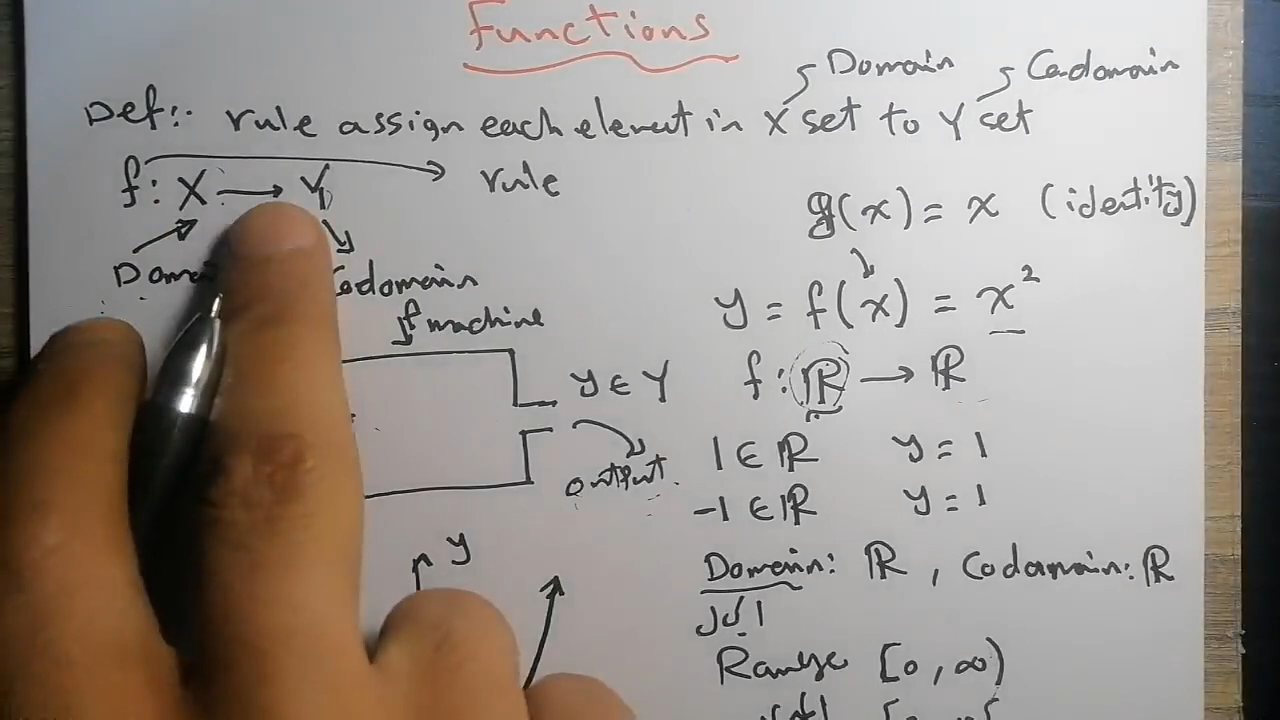 Functions
Domain Codomain
Def:- rule assign each element in X set to Y set
f: X → Y → rule
Domai Codomain
f machine
y ∈ Y
output.
y
g(x) = x (identity)
y = f(x) = x²
f: ℝ → ℝ
1 ∈ ℝ y = 1
-1 ∈ ℝ y = 1
Domain: ℝ , Codomain: ℝ
Range [0, ∞)